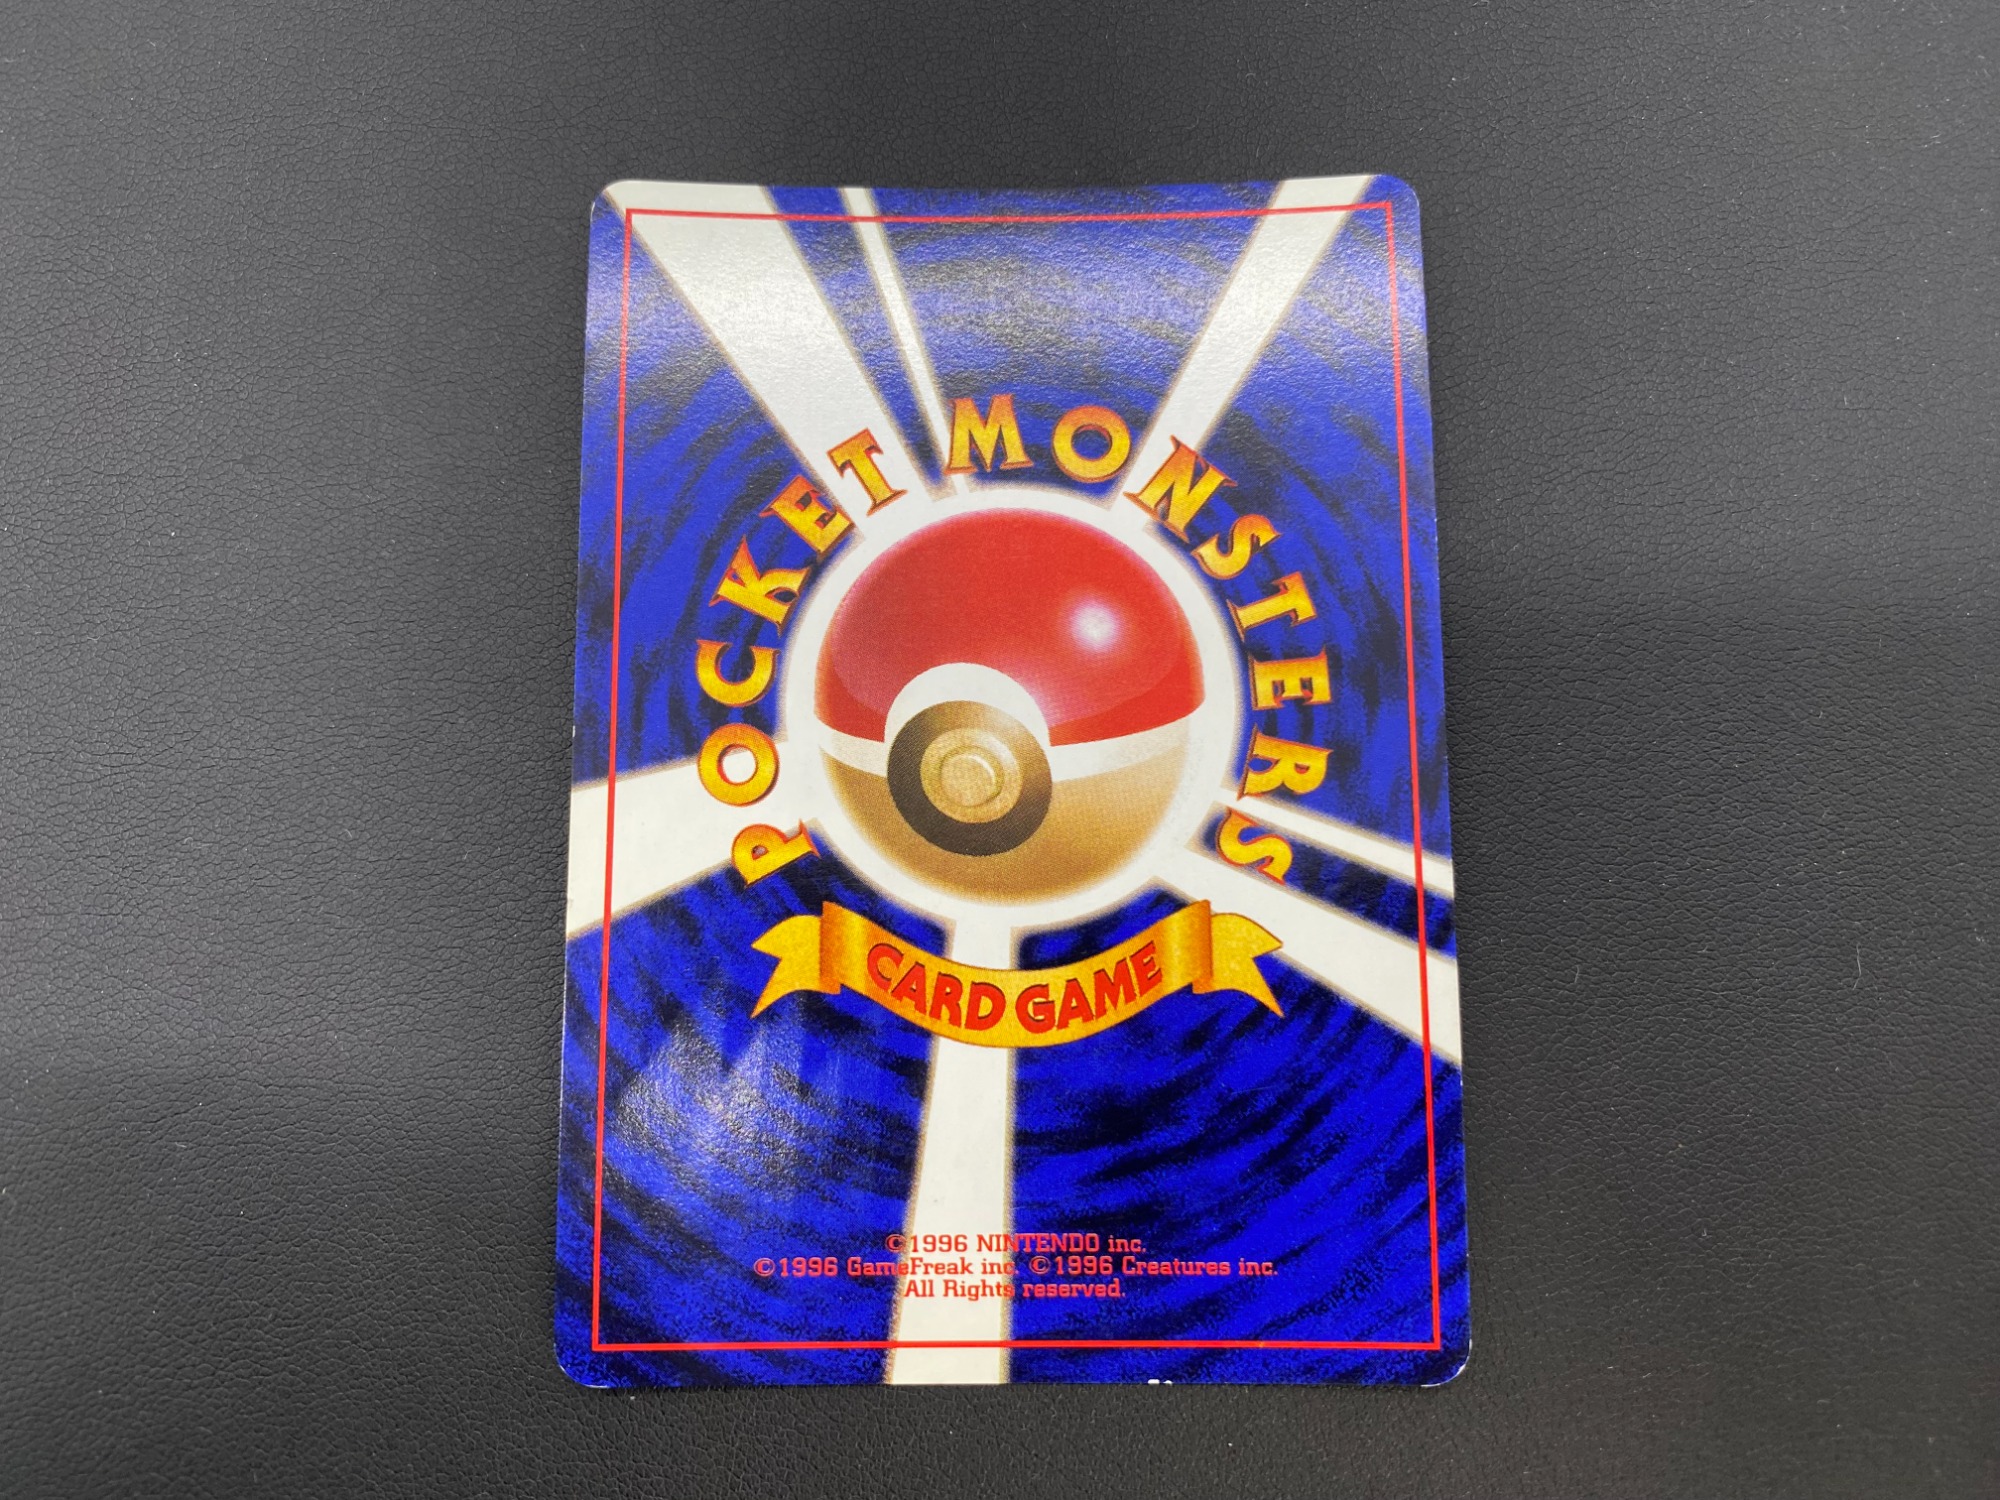 POCKET MONSTERS
CARD GAME
©1996 NINTENDO inc.
©1996 GameFreak inc. ©1996 Creatures inc.
All Rights reserved.